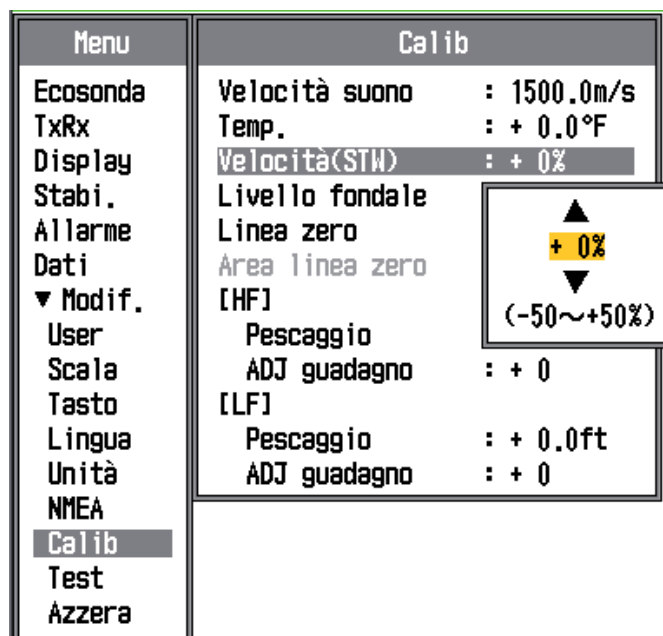 Menu
Ecosonda
TxRx
Display
Stabi.
Allarme
Dati
▼ Modif.
User
Scala
Tasto
Lingua
Unità
NMEA
Calib
Test
Azzera
Calib
Velocità suono : 1500.0m/s
Temp. : + 0.0°F
Velocità(STW) : + 0%
Livello fondale
Linea zero
Area linea zero
[HF]
Pescaggio
ADJ guadagno : + 0
[LF]
Pescaggio : + 0.0ft
ADJ guadagno : + 0
▲
+ 0%
▼
(-50～+50%)